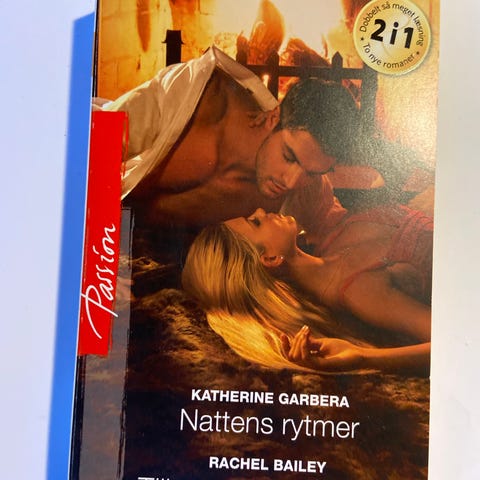 Dobbelt så meget læsning
2 i 1
To nye romaner
Passion
KATHERINE GARBERA
Nattens rytmer
RACHEL BAILEY